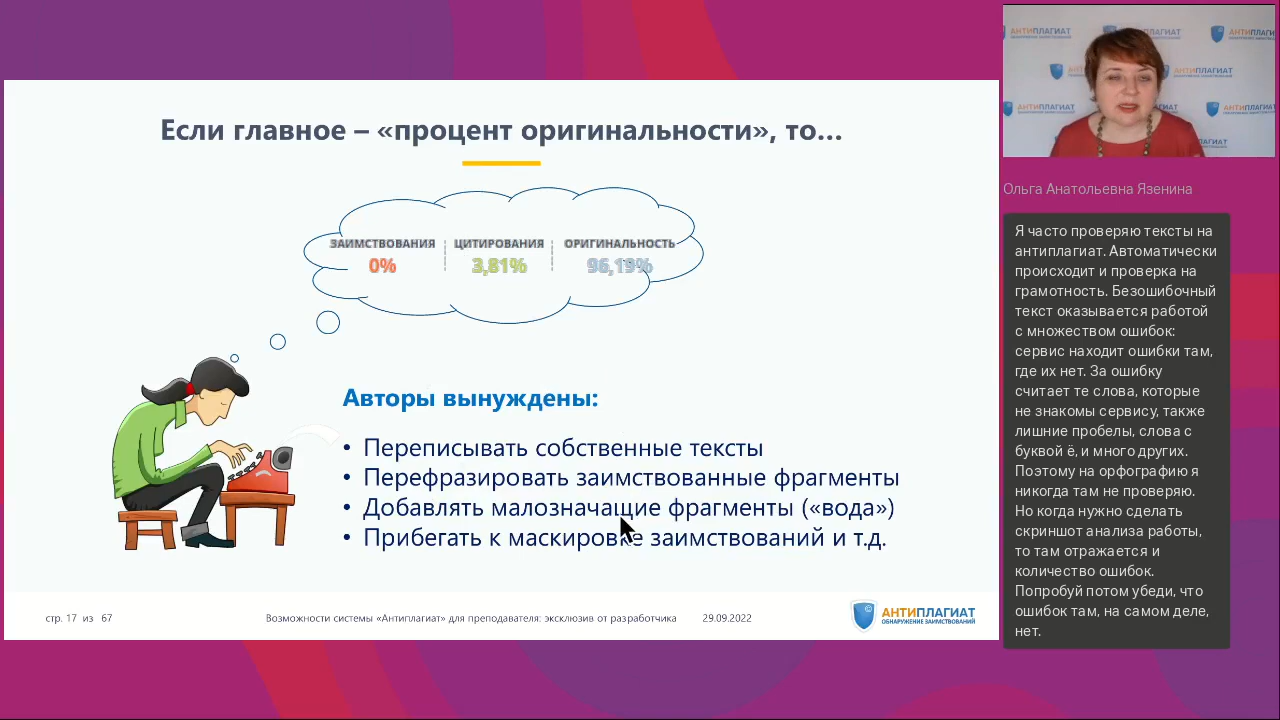 Если главное – «процент оригинальности», то...
ЗАИМСТВОВАНИЯ
0%
ЦИТИРОВАНИЯ
3,81%
ОРИГИНАЛЬНОСТЬ
96,19%
Авторы вынуждены:
• Переписывать собственные тексты
• Перефразировать заимствованные фрагменты
• Добавлять малозначащие фрагменты («вода»)
• Прибегать к маскировке заимствований и т.д.
стр. 17 из 67
Возможности системы «Антиплагиат» для преподавателя: эксклюзив от разработчика
29.09.2022
АНТИПЛАГИАТ
ОБНАРУЖЕНИЕ ЗАИМСТВОВАНИЙ
Ольга Анатольевна Язенина
Я часто проверяю тексты на
антиплагиат. Автоматически
происходит и проверка на
грамотность. Безошибочный
текст оказывается работой
с множеством ошибок:
сервис находит ошибки там,
где их нет. За ошибку
считает те слова, которые
не знакомы сервису, также
лишние пробелы, слова с
буквой ё, и много других.
Поэтому на орфографию я
никогда там не проверяю.
Но когда нужно сделать
скриншот анализа работы,
то там отражается и
количество ошибок.
Попробуй потом убеди, что
ошибок там, на самом деле,
нет.